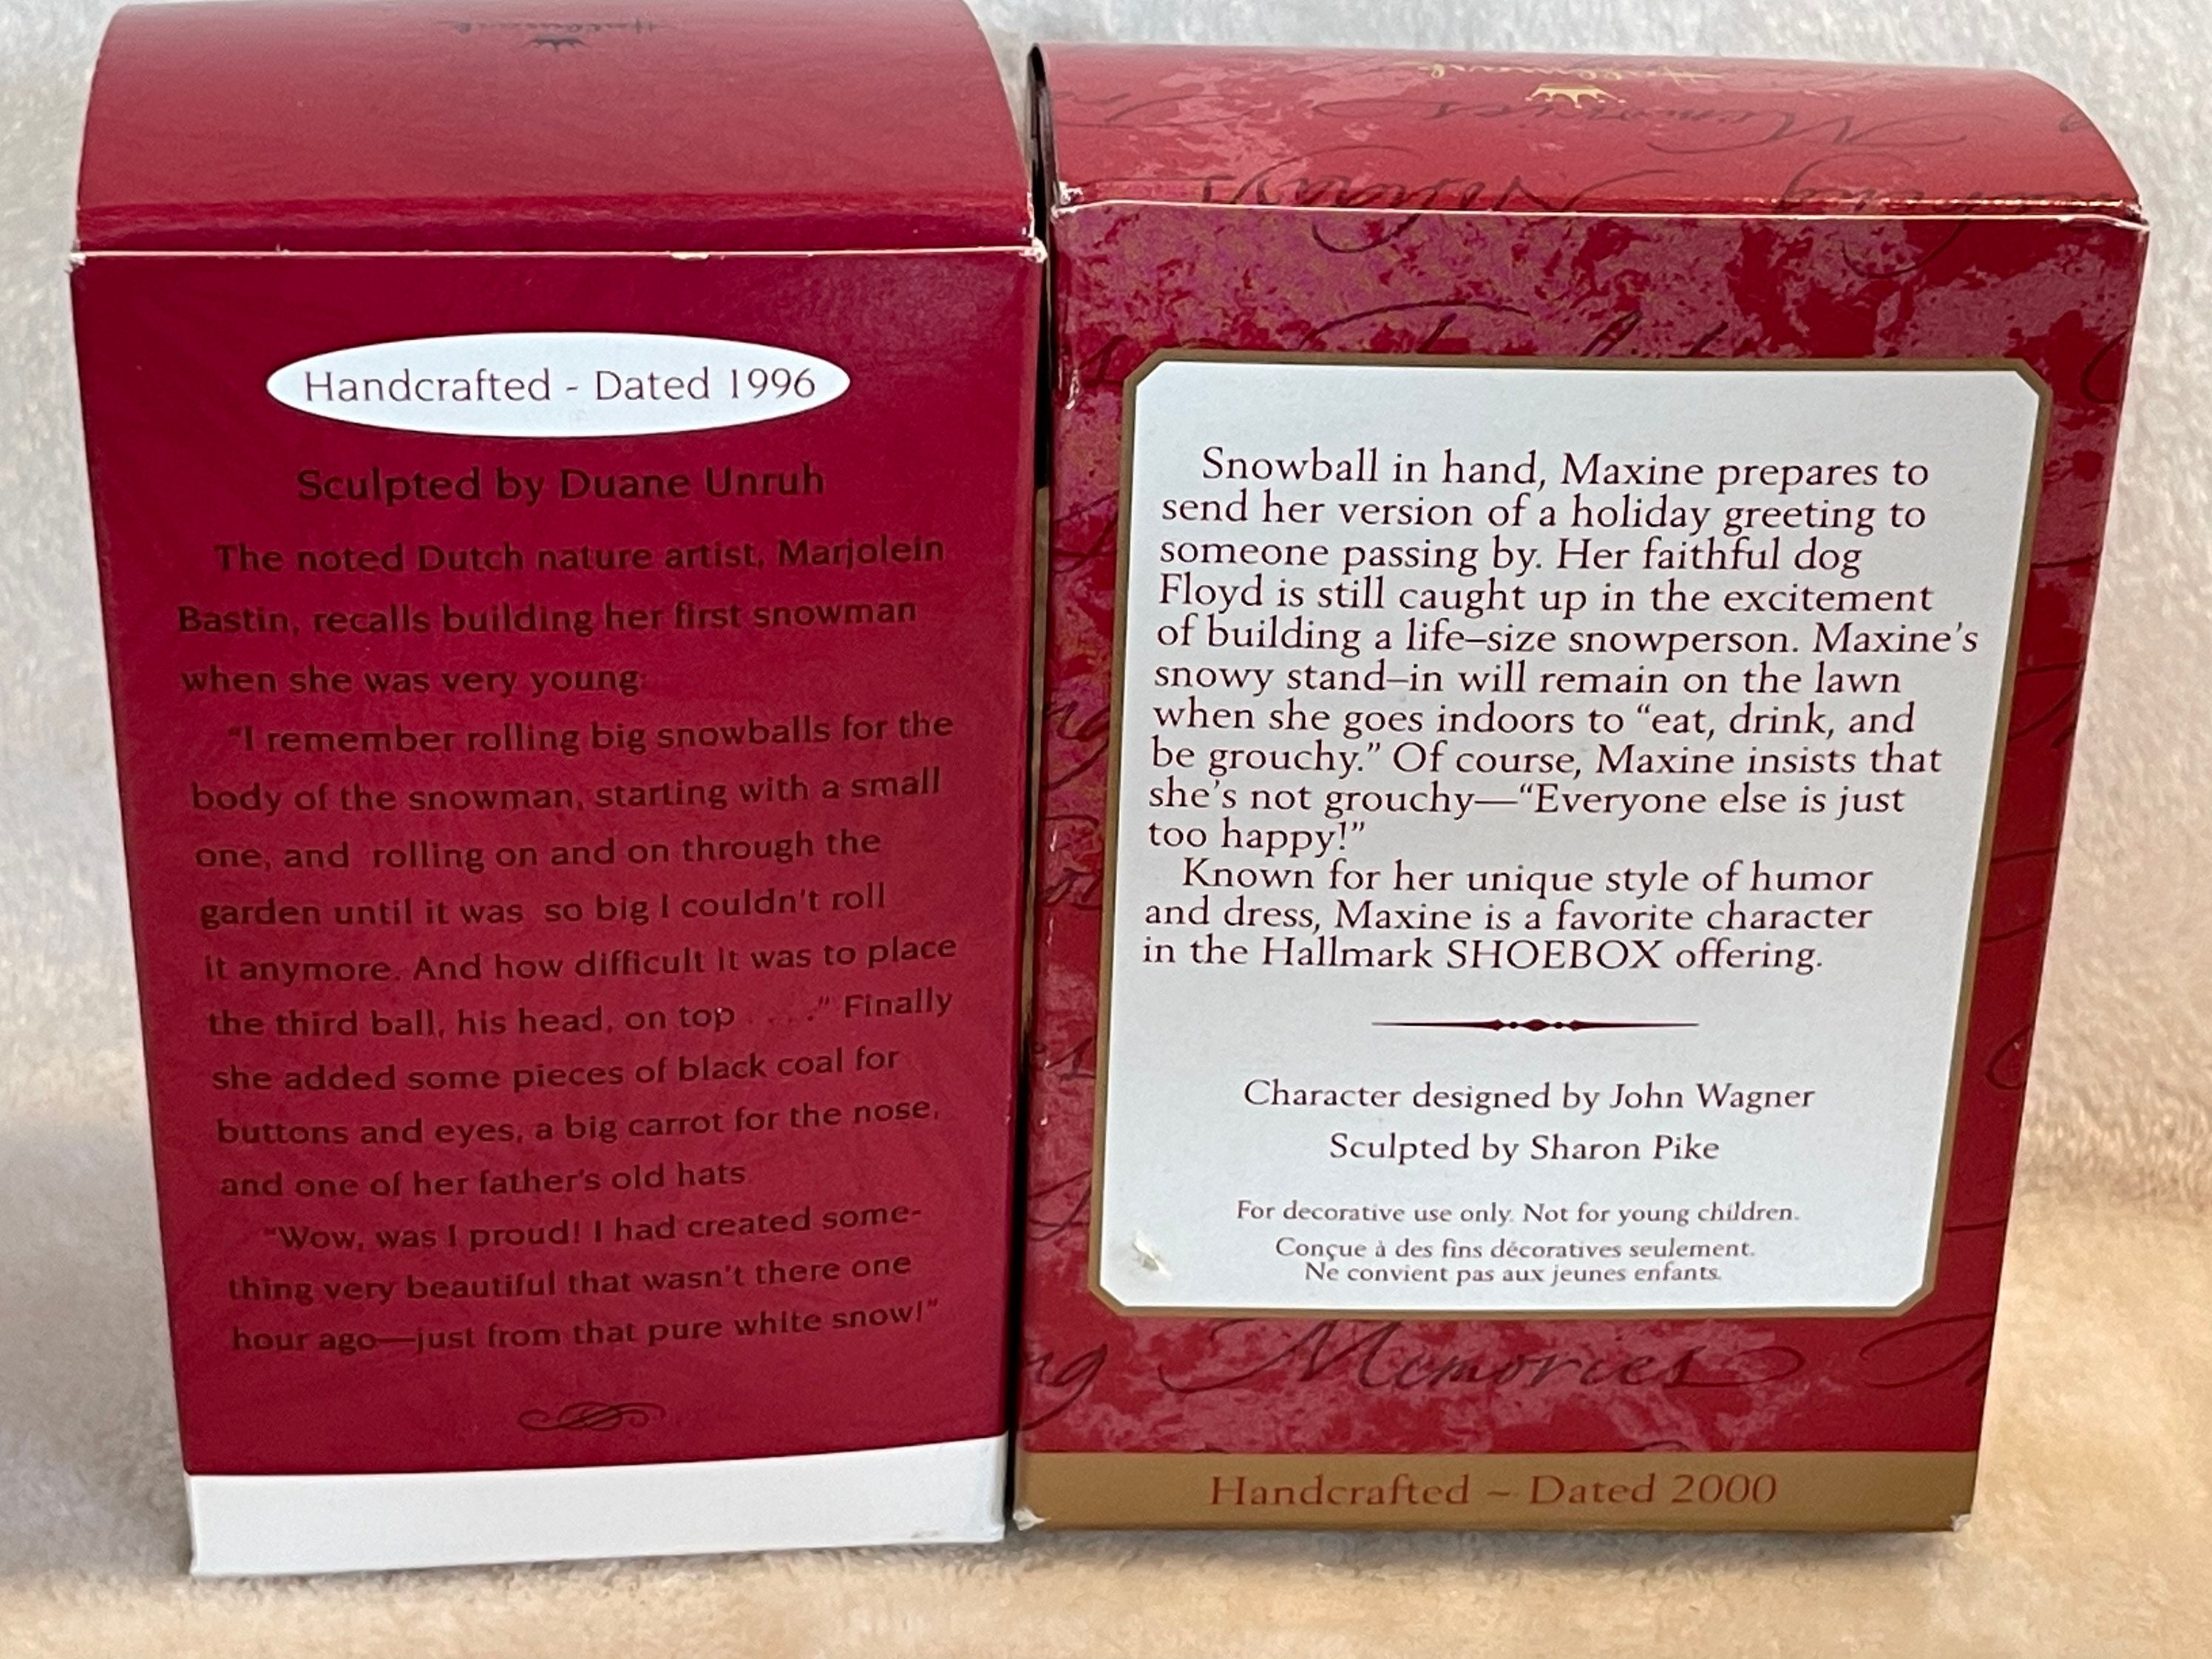 Hallmark
Handcrafted - Dated 1996
Sculpted by Duane Unruh
The noted Dutch nature artist, Marjolein
Bastin, recalls building her first snowman
when she was very young:
"I remember rolling big snowballs for the
body of the snowman, starting with a small
one, and rolling on and on through the
garden until it was so big I couldn't roll
it anymore. And how difficult it was to place
the third ball, his head, on top . . . ." Finally
she added some pieces of black coal for
buttons and eyes, a big carrot for the nose,
and one of her father's old hats.
"Wow, was I proud! I had created some-
thing very beautiful that wasn't there one
hour ago—just from that pure white snow!"
Hallmark
Memories
Snowball in hand, Maxine prepares to
send her version of a holiday greeting to
someone passing by. Her faithful dog
Floyd is still caught up in the excitement
of building a life–size snowperson. Maxine's
snowy stand–in will remain on the lawn
when she goes indoors to “eat, drink, and
be grouchy.” Of course, Maxine insists that
she's not grouchy—“Everyone else is just
too happy!”
Known for her unique style of humor
and dress, Maxine is a favorite character
in the Hallmark SHOEBOX offering.
Character designed by John Wagner
Sculpted by Sharon Pike
For decorative use only. Not for young children.
Conçue à des fins décoratives seulement.
Ne convient pas aux jeunes enfants.
Memories
Handcrafted ~ Dated 2000